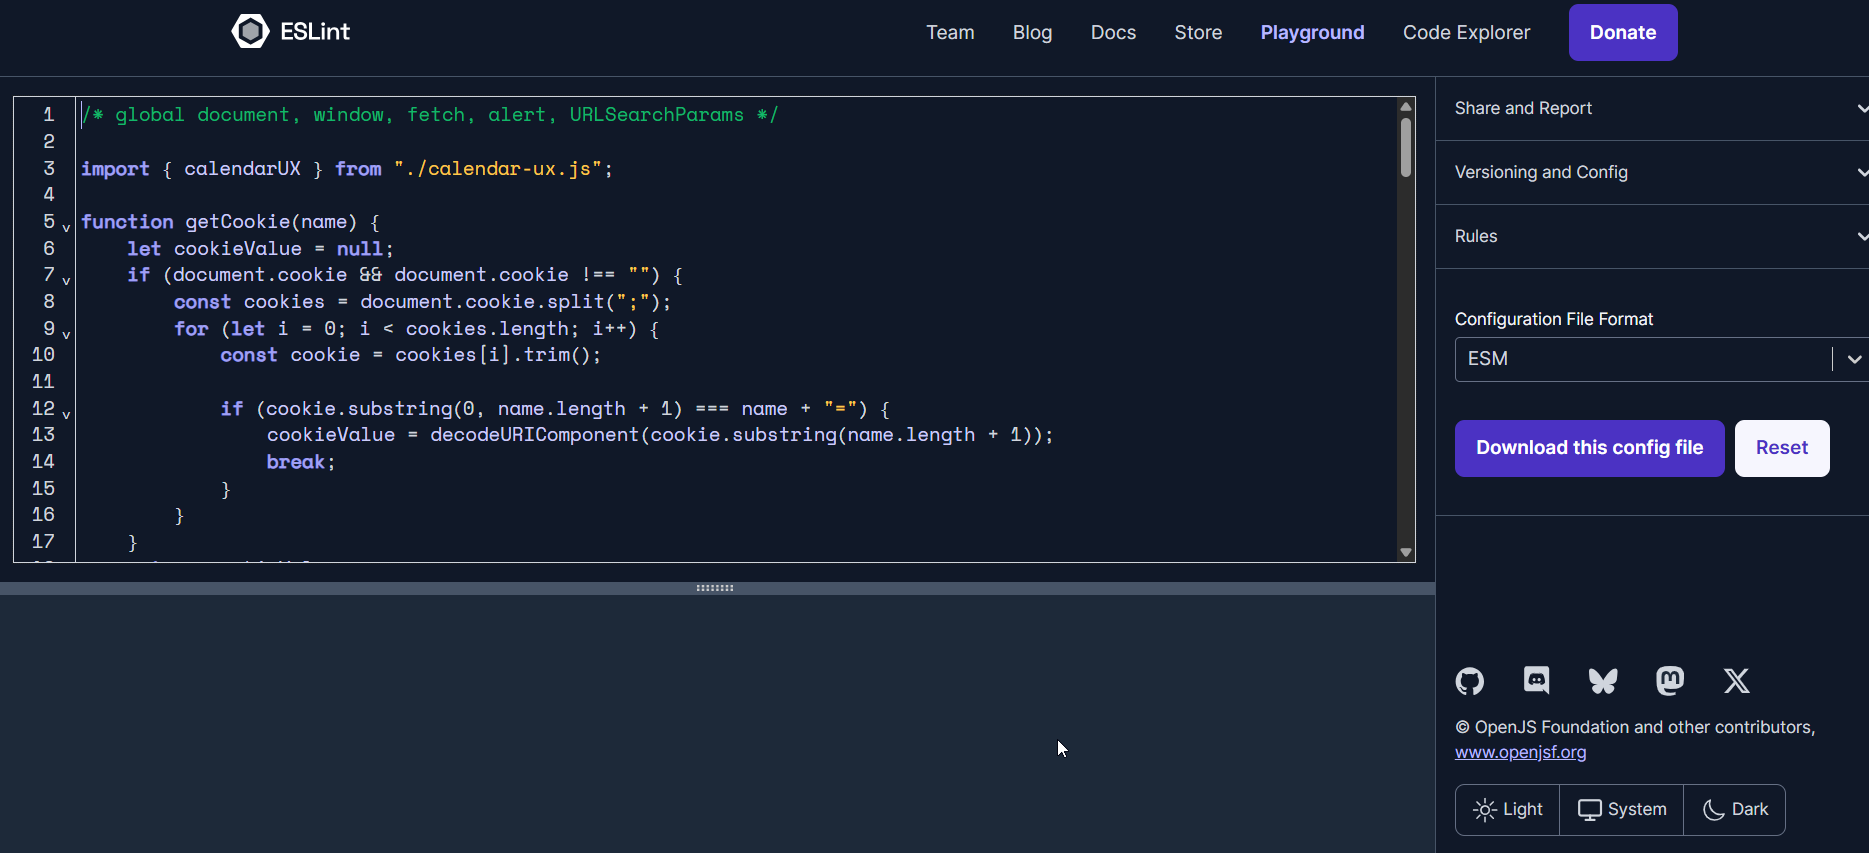 ESLint
Team Blog Docs Store Playground Code Explorer Donate
1 /* global document, window, fetch, alert, URLSearchParams */
2
3 import { calendarUX } from "./calendar-ux.js";
4
5 function getCookie(name) {
6 let cookieValue = null;
7 if (document.cookie && document.cookie !== "") {
8 const cookies = document.cookie.split(";");
9 for (let i = 0; i < cookies.length; i++) {
10 const cookie = cookies[i].trim();
11
12 if (cookie.substring(0, name.length + 1) === name + "=") {
13 cookieValue = decodeURIComponent(cookie.substring(name.length + 1));
14 break;
15 }
16 }
17 }
Share and Report
Versioning and Config
Rules
Configuration File Format
ESM
Download this config file Reset
© OpenJS Foundation and other contributors,
www.openjsf.org
Light System Dark